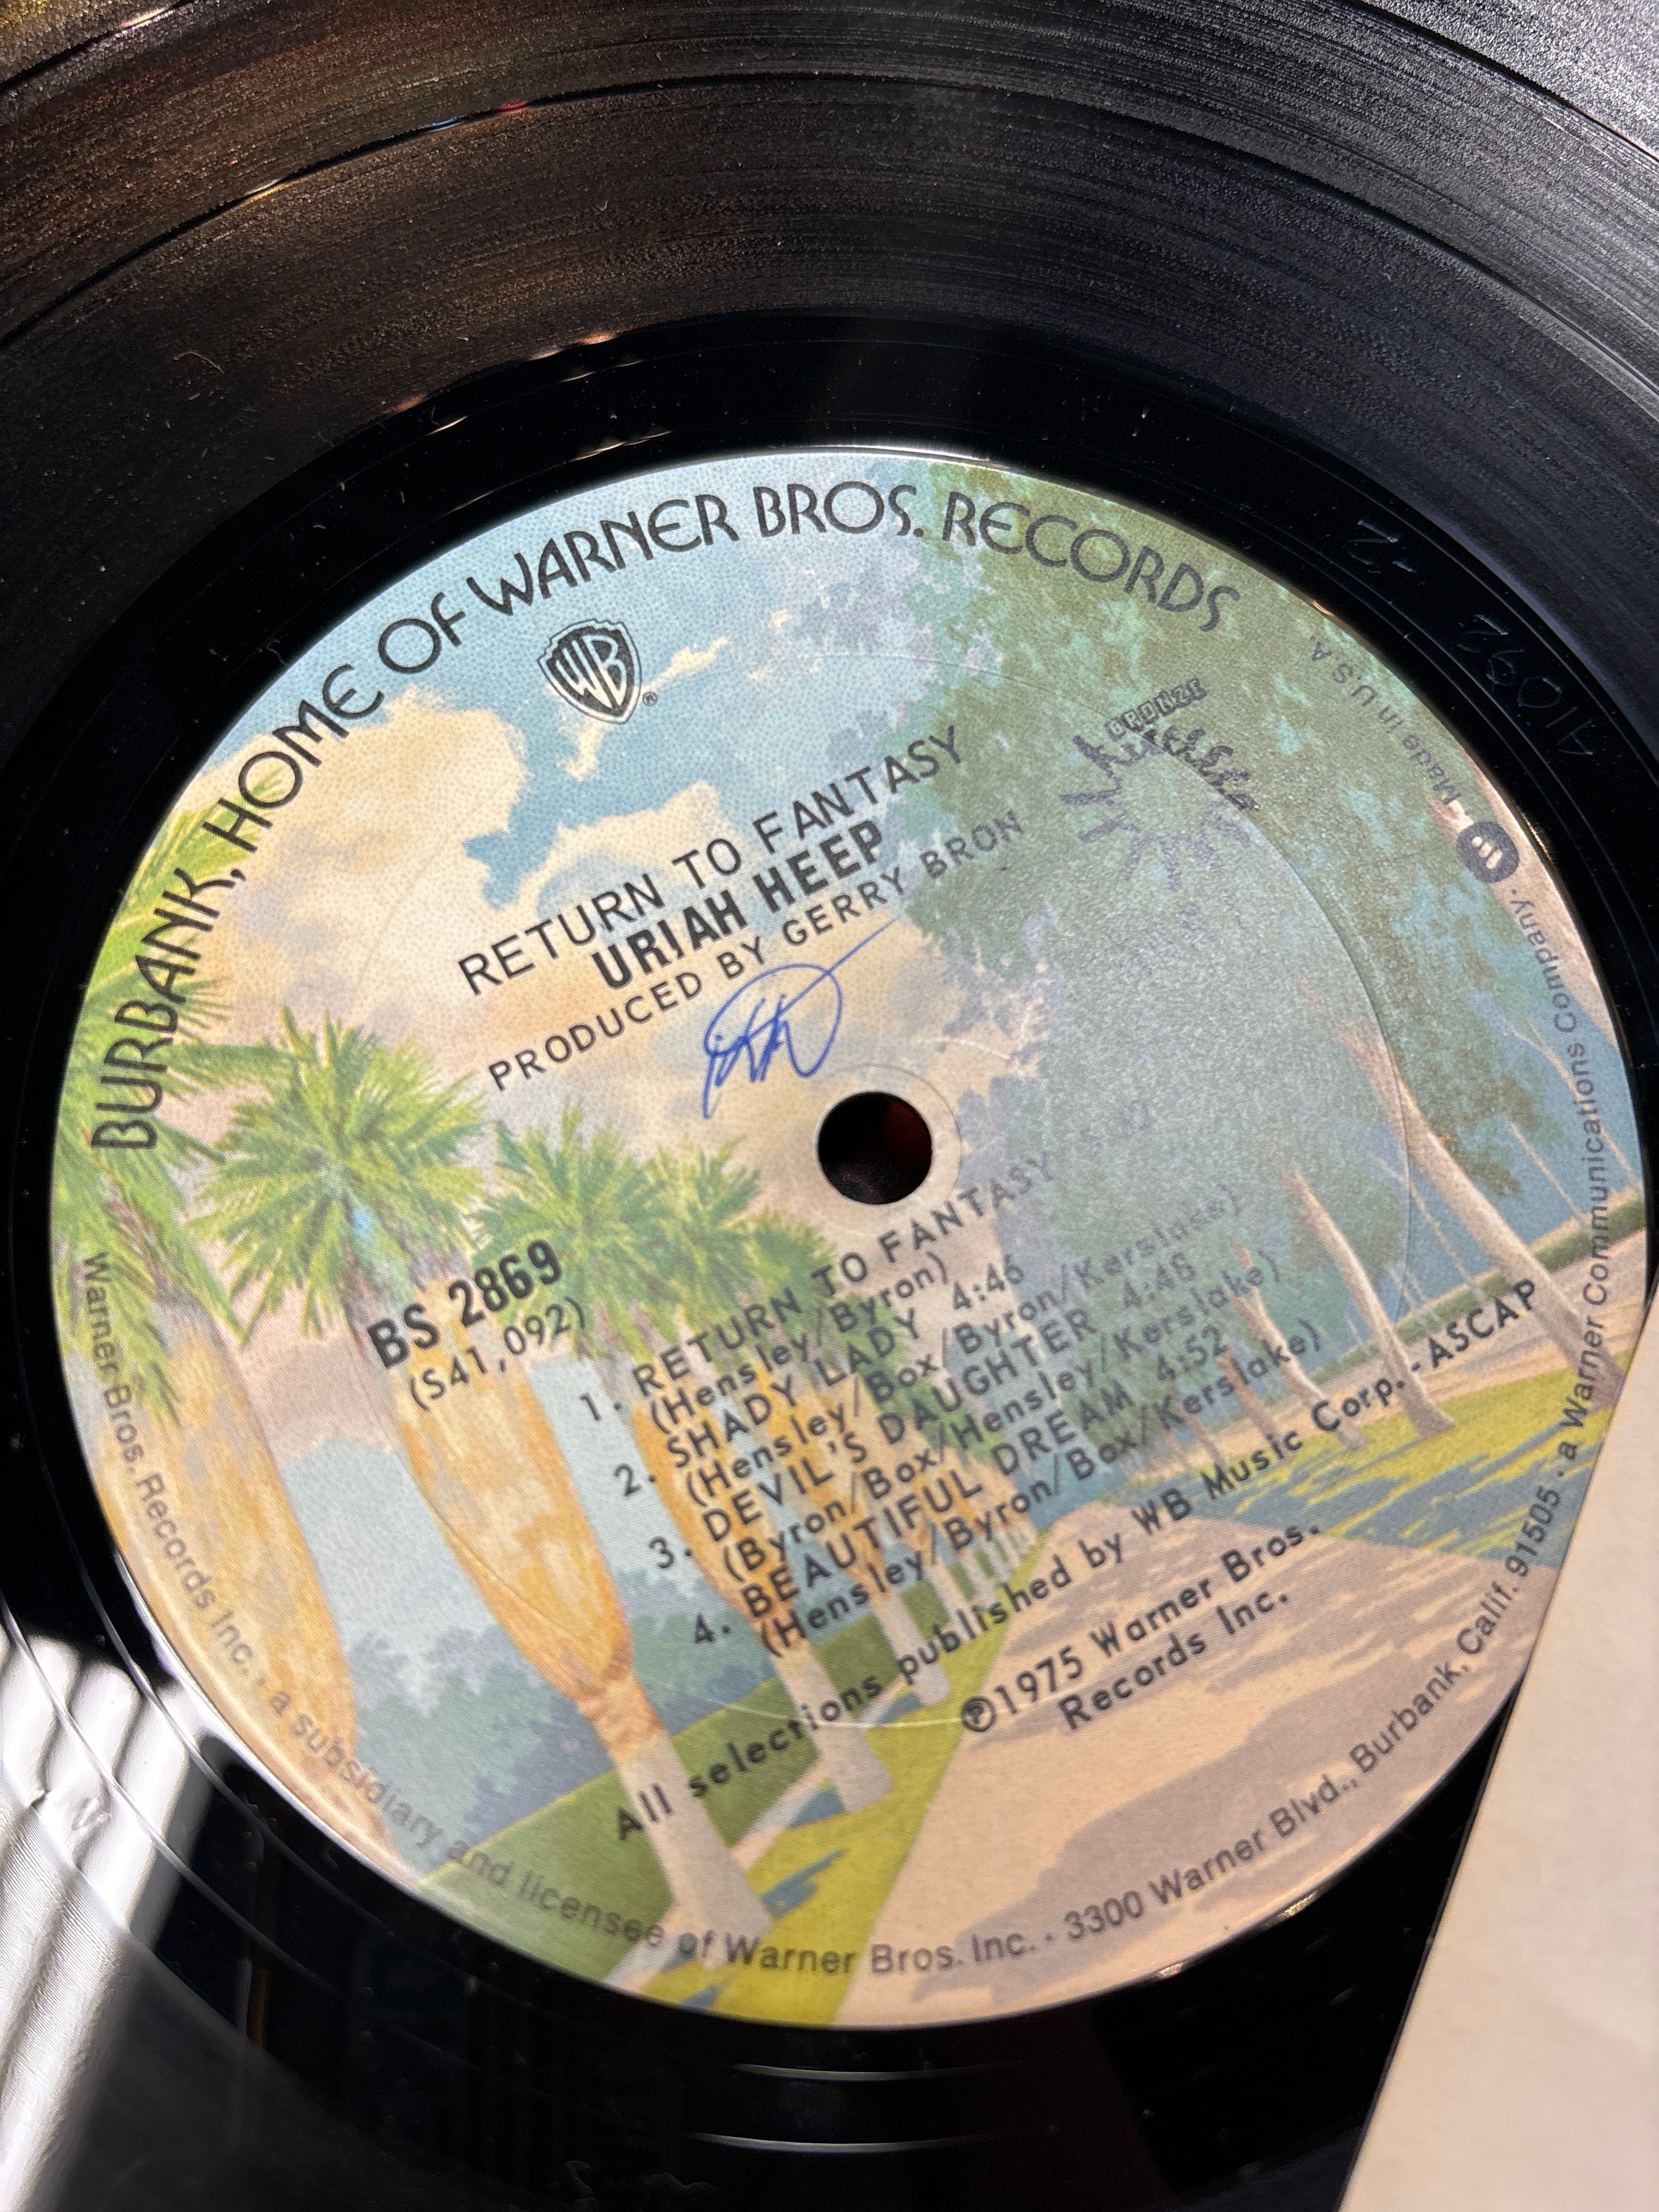 BURBANK, HOME OF WARNER BROS. RECORDS
WB®
BRONZE
RETURN TO FANTASY
URIAH HEEP
PRODUCED BY GERRY BRON
BS 2869
(S41,092)
1. RETURN TO FANTASY
(Hensley/Byron)
2. SHADY LADY 4:46
(Hensley/Box/Byron/Kerslake)
3. DEVIL'S DAUGHTER 4:48
(Byron/Box/Hensley/Kerslake)
4. BEAUTIFUL DREAM 4:52
(Hensley/Byron/Box/Kerslake)
All selections published by WB Music Corp.-ASCAP
℗1975 Warner Bros.
Records Inc.
Warner Bros. Records Inc., a subsidiary and licensee of Warner Bros. Inc. · 3300 Warner Blvd., Burbank, Calif. 91505 · a Warner Communications Company · Made in U.S.A.
41092 -2